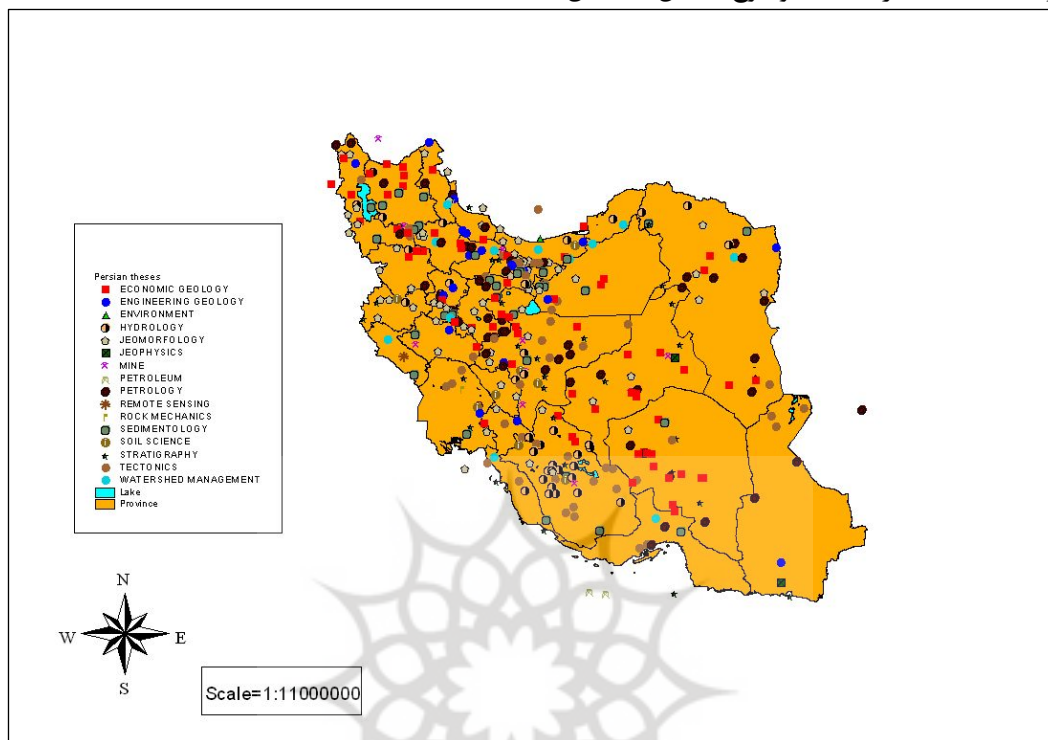 Persian theses
ECONOMIC GEOLOGY
ENGINEERING GEOLOGY
ENVIRONMENT
HYDROLOGY
JEOMORFOLOGY
JEOPHYSICS
MINE
PETROLEUM
PETROLOGY
REMOTE SENSING
ROCK MECHANICS
SEDIMENTOLOGY
SOIL SCIENCE
STRATIGRAPHY
TECTONICS
WATERSHED MANAGEMENT
Lake
Province
N
W E
S
Scale=1:11000000